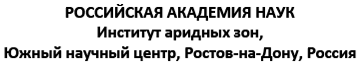 РОССИЙСКАЯ АКАДЕМИЯ НАУК
Институт аридных зон,
Южный научный центр, Ростов-на-Дону, Россия